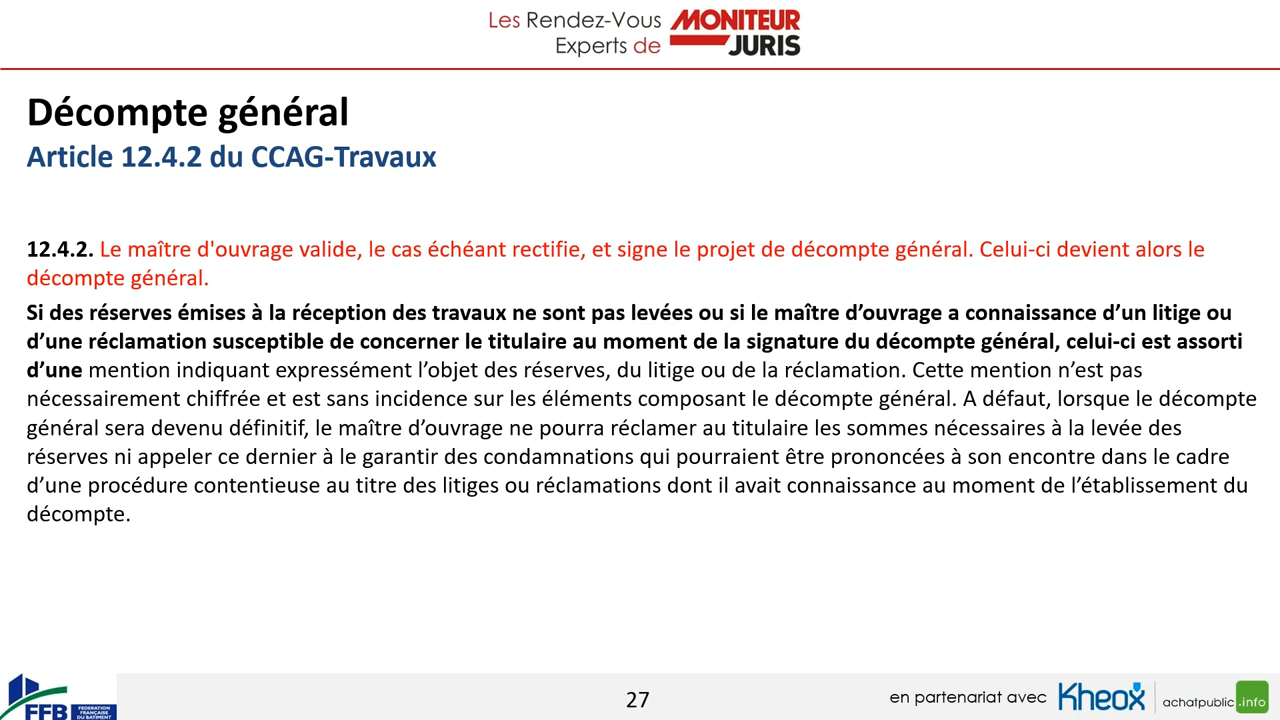 Les Rendez-Vous
Experts de
MONITEUR
JURIS
Décompte général
Article 12.4.2 du CCAG-Travaux
12.4.2. Le maître d'ouvrage valide, le cas échéant rectifie, et signe le projet de décompte général. Celui-ci devient alors le
décompte général.
Si des réserves émises à la réception des travaux ne sont pas levées ou si le maître d’ouvrage a connaissance d’un litige ou
d’une réclamation susceptible de concerner le titulaire au moment de la signature du décompte général, celui-ci est assorti
d’une mention indiquant expressément l’objet des réserves, du litige ou de la réclamation. Cette mention n’est pas
nécessairement chiffrée et est sans incidence sur les éléments composant le décompte général. A défaut, lorsque le décompte
général sera devenu définitif, le maître d’ouvrage ne pourra réclamer au titulaire les sommes nécessaires à la levée des
réserves ni appeler ce dernier à le garantir des condamnations qui pourraient être prononcées à son encontre dans le cadre
d’une procédure contentieuse au titre des litiges ou réclamations dont il avait connaissance au moment de l’établissement du
décompte.
FFB
FEDERATION
FRANÇAISE
DU BATIMENT
27
en partenariat avec
Kheox
achatpublic.info